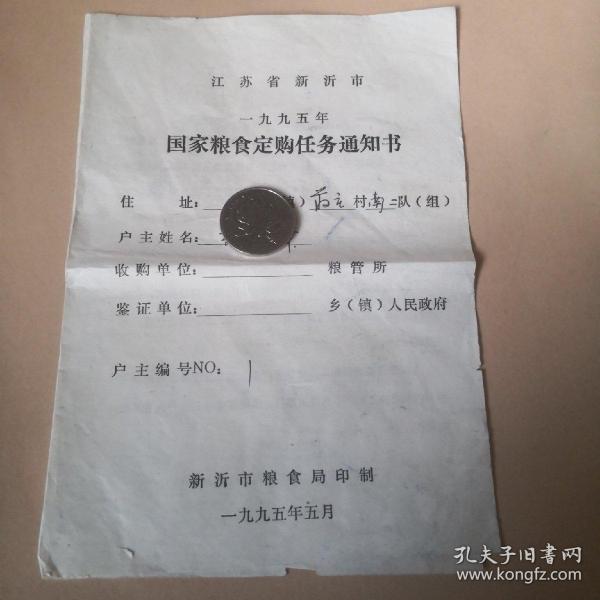 江苏省新沂市
一九九五年
国家粮食定购任务通知书
住 址: ）村南二队(组)
户主姓名:
收购单位: 粮管所
鉴证单位: 乡(镇)人民政府
户主编号NO: 1
新沂市粮食局印制
一九九五年五月
孔夫子旧书网
www.kongfz.com